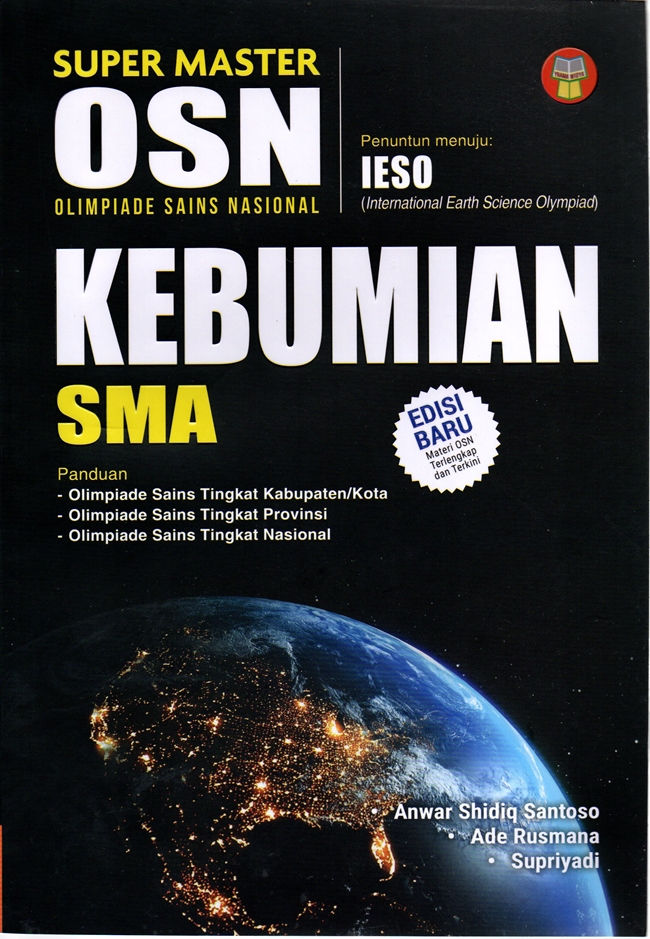 SUPER MASTER
OSN
OLIMPIADE SAINS NASIONAL
Penuntun menuju:
IESO
(International Earth Science Olympiad)
KEBUMIAN
SMA
EDISI
BARU
Materi OSN
Terlengkap
dan Terkini
Panduan
- Olimpiade Sains Tingkat Kabupaten/Kota
- Olimpiade Sains Tingkat Provinsi
- Olimpiade Sains Tingkat Nasional
• Anwar Shidiq Santoso
• Ade Rusmana
• Supriyadi